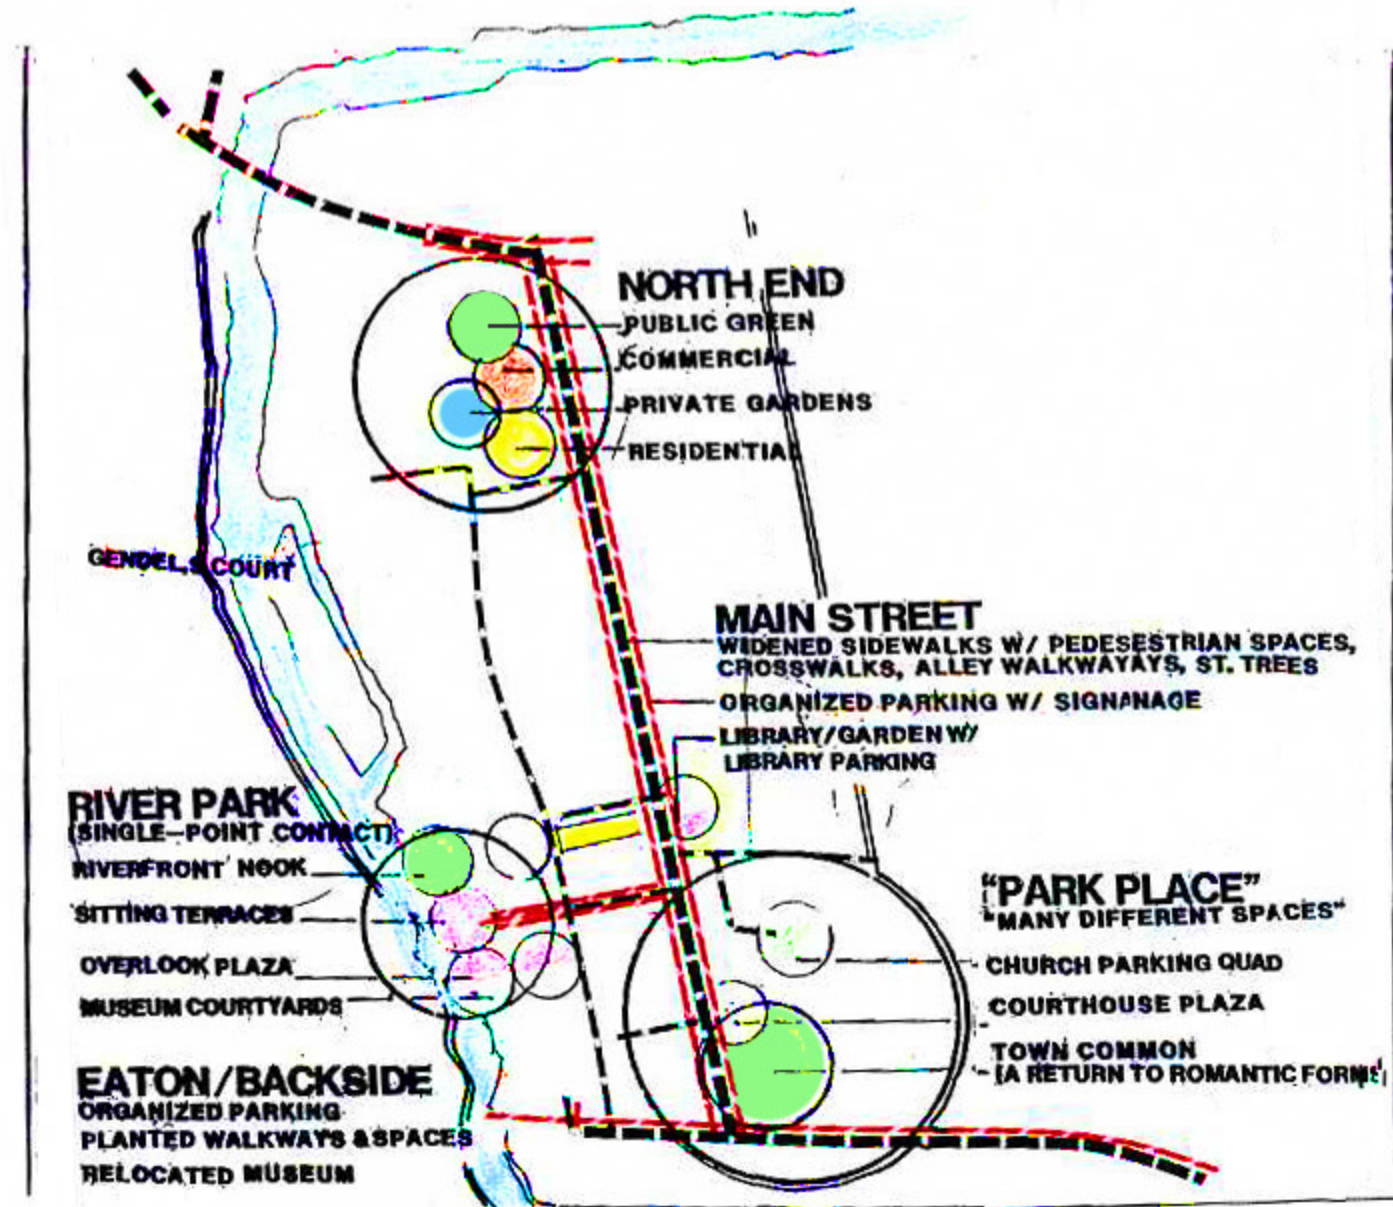 NORTH END
PUBLIC GREEN
COMMERCIAL
PRIVATE GARDENS
RESIDENTIAL
GENDEL,S COURT
MAIN STREET
WIDENED SIDEWALKS W/ PEDESESTRIAN SPACES,
CROSSWALKS, ALLEY WALKWAYAYS, ST. TREES
ORGANIZED PARKING W/ SIGNANAGE
LIBRARY/GARDEN W/
LIBRARY PARKING
RIVER PARK
(SINGLE-POINT CONTACT)
RIVERFRONT NOOK
SITTING TERRACES
OVERLOOK PLAZA
MUSEUM COURTYARDS
"PARK PLACE"
"MANY DIFFERENT SPACES"
CHURCH PARKING QUAD
COURTHOUSE PLAZA
TOWN COMMON
(A RETURN TO ROMANTIC FORMS)
EATON/BACKSIDE
ORGANIZED PARKING
PLANTED WALKWAYS & SPACES
RELOCATED MUSEUM